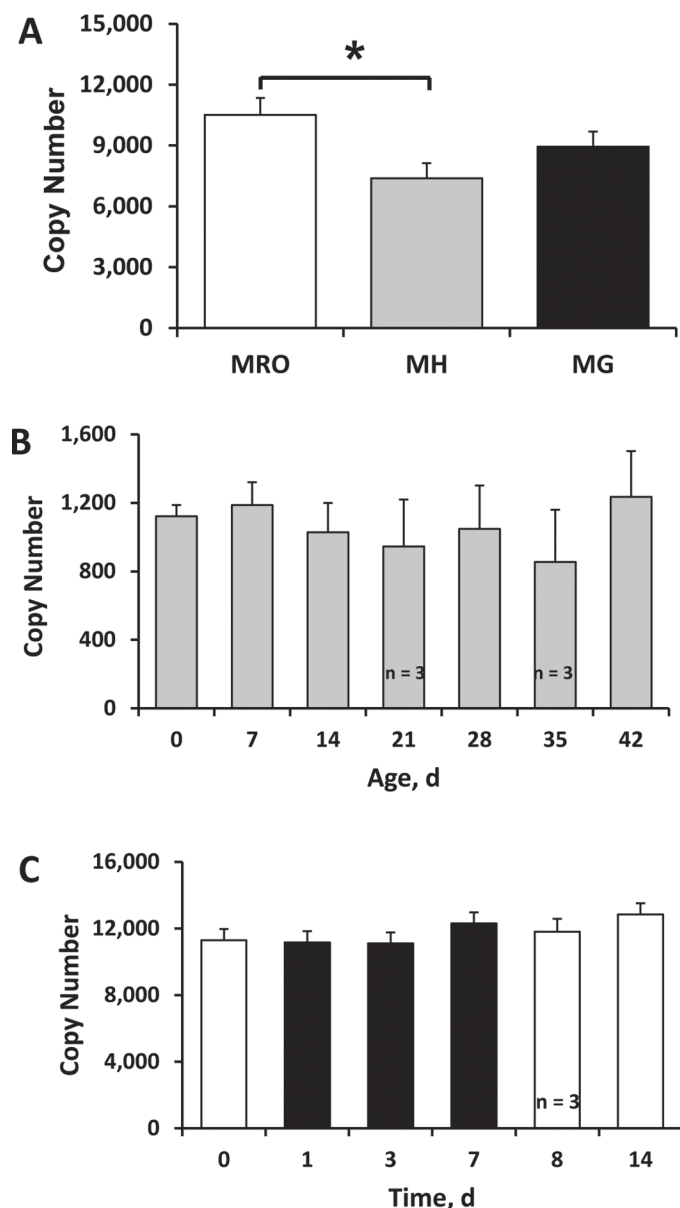 A
15,000
*
12,000
9,000
6,000
3,000
0
Copy Number
MRO MH MG
B
1,600
1,200
800
400
0
Copy Number
n = 3 n = 3
0 7 14 21 28 35 42
Age, d
C
16,000
12,000
8,000
4,000
0
Copy Number
n = 3
0 1 3 7 8 14
Time, d